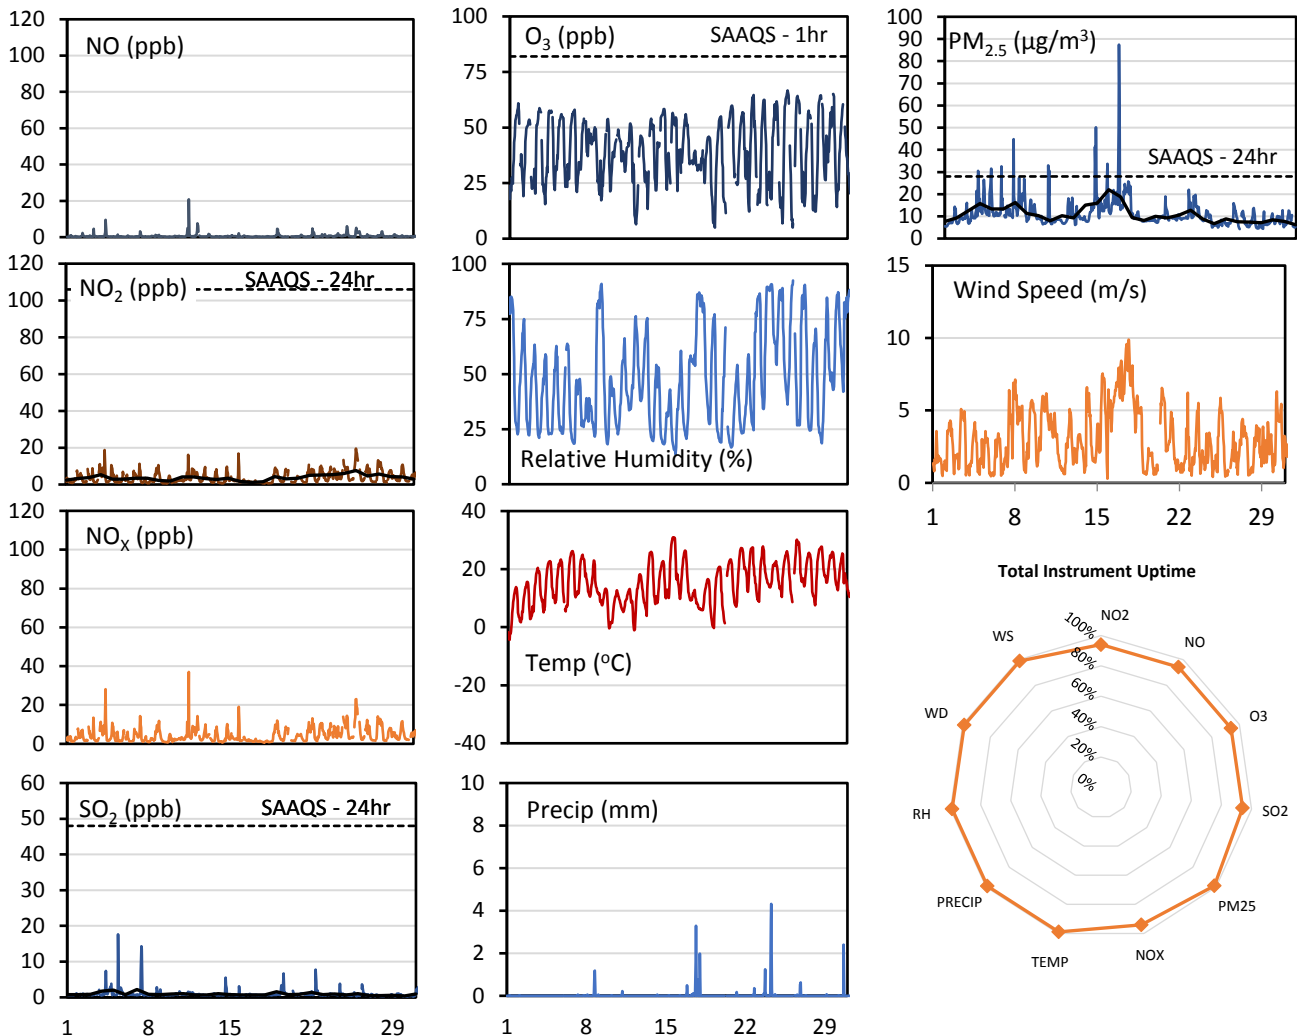 NO (ppb)
120
100
80
60
40
20
0
O3 (ppb)
SAAQS - 1hr
100
75
50
25
0
PM2.5 (µg/m³)
SAAQS - 24hr
100
90
80
70
60
50
40
30
20
10
0
NO2 (ppb)
SAAQS - 24hr
120
100
80
60
40
20
0
Relative Humidity (%)
100
75
50
25
0
Wind Speed (m/s)
15
10
5
0
1 8 15 22 29
NOX (ppb)
120
100
80
60
40
20
0
Temp (oC)
40
20
0
-20
-40
SO2 (ppb)
SAAQS - 24hr
60
50
40
30
20
10
0
1 8 15 22 29
Precip (mm)
10
8
6
4
2
0
1 8 15 22 29
Total Instrument Uptime
100%
80%
60%
40%
20%
0%
NO2
NO
O3
SO2
PM25
NOX
TEMP
PRECIP
RH
WD
WS